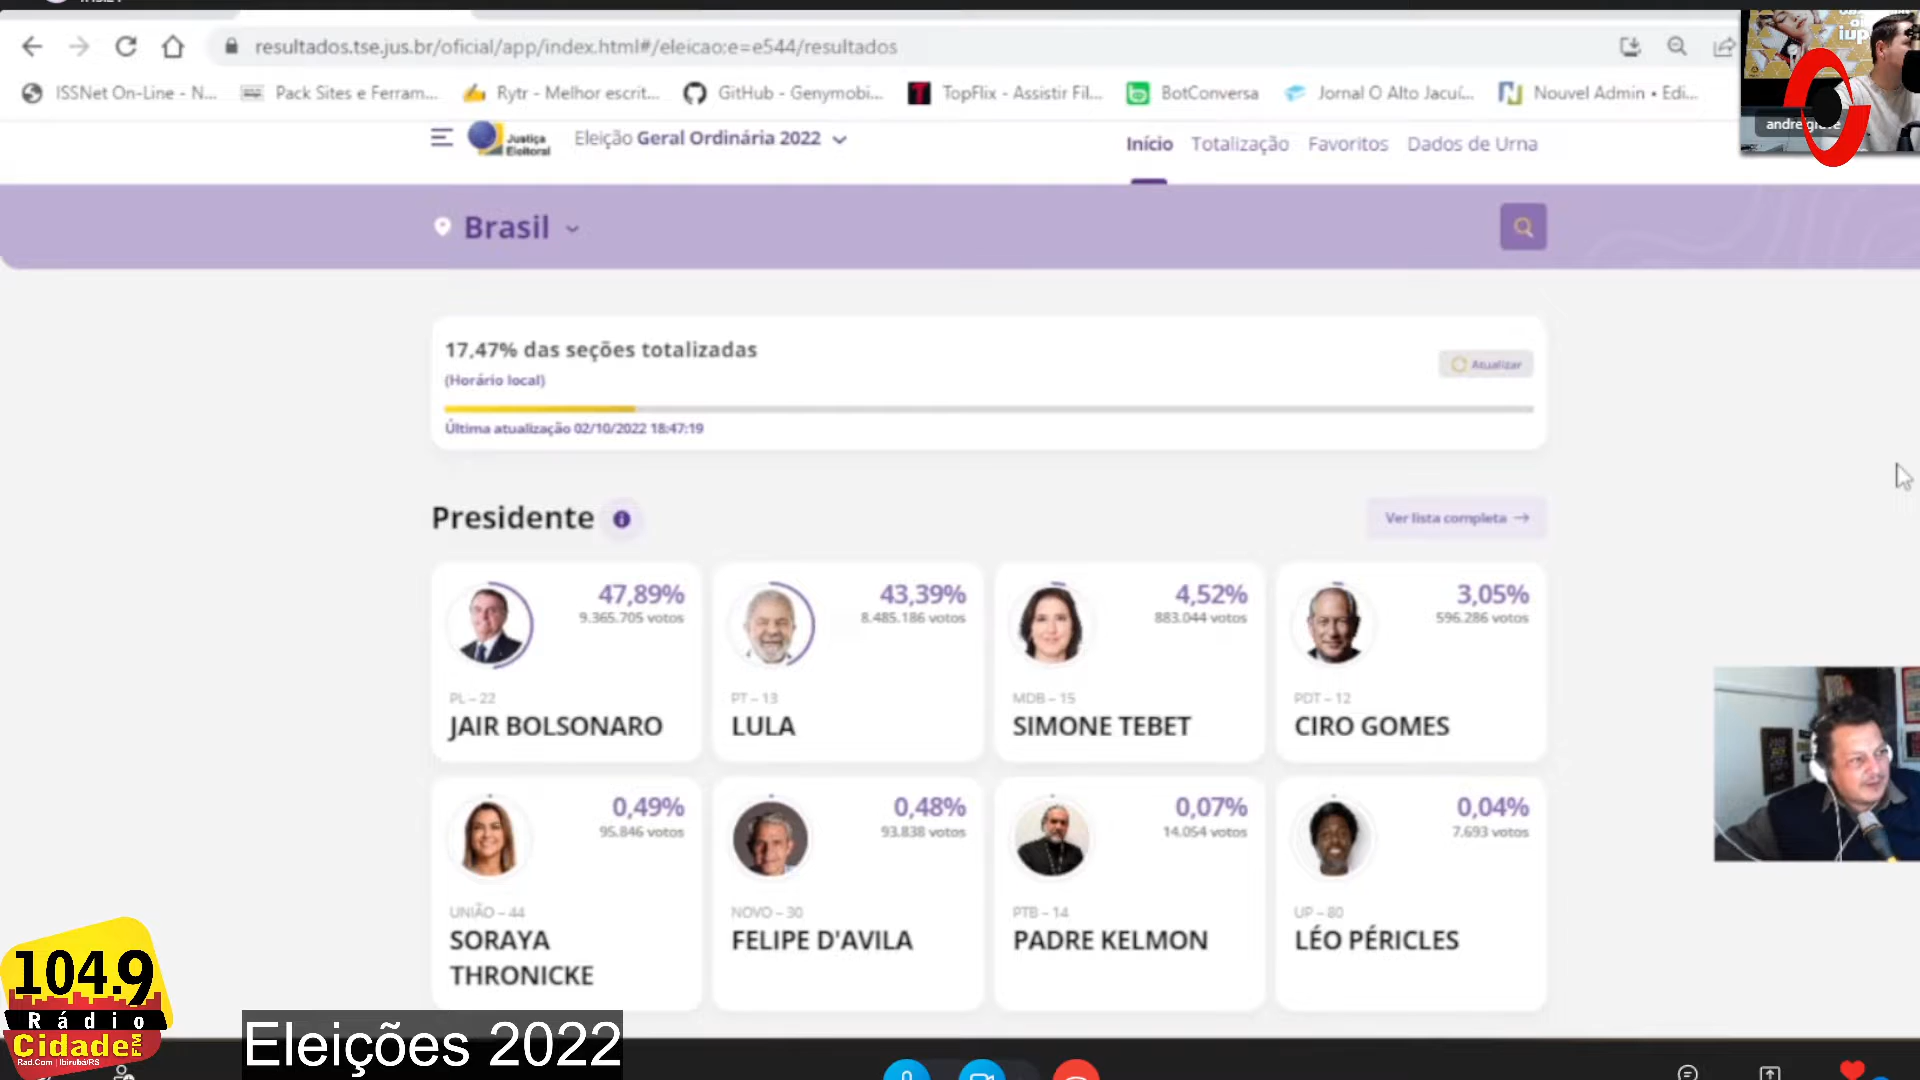 resultados.tse.jus.br/oficial/app/index.html#/eleicao:e=e544/resultados
ISSNet On-Line - N...
Pack Sites e Ferram...
Rytr - Melhor escrit...
GitHub - Genymobi...
TopFlix - Assistir Fil...
BotConversa
Jornal O Alto Jacuí...
Nouvel Admin • Edi...
Justiça
Eleitoral
Eleição Geral Ordinária 2022
Início
Totalização
Favoritos
Dados de Urna
Brasil
17,47% das seções totalizadas
(Horário local)
Atualizar
Última atualização 02/10/2022 18:47:19
Presidente
Ver lista completa →
47,89%
9.365.705 votos
PL – 22
JAIR BOLSONARO
43,39%
8.485.186 votos
PT – 13
LULA
4,52%
883.044 votos
MDB – 15
SIMONE TEBET
3,05%
596.286 votos
PDT – 12
CIRO GOMES
0,49%
95.846 votos
UNIÃO – 44
SORAYA
THRONICKE
0,48%
93.838 votos
NOVO – 30
FELIPE D'AVILA
0,07%
14.054 votos
PTB – 14
PADRE KELMON
0,04%
7.693 votos
UP – 80
LÉO PÉRICLES
104.9
Rádio
Cidade FM
Rad.Com | Ibirubá/RS
Eleições 2022